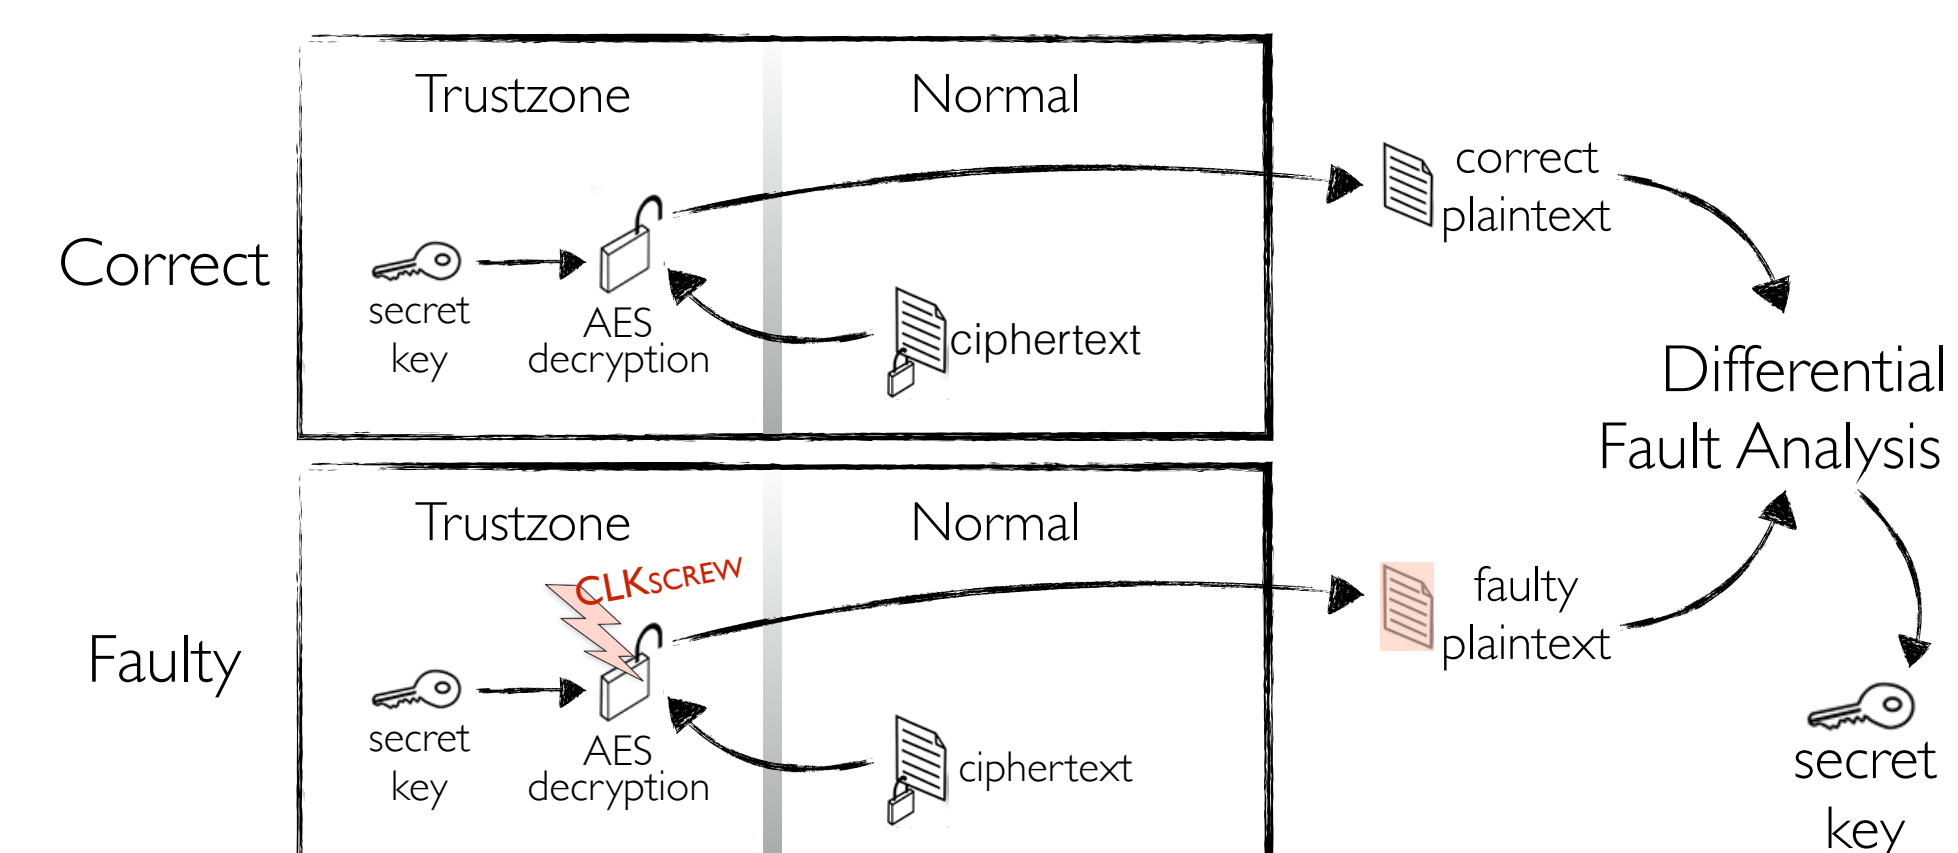 Trustzone
Normal
Correct
secret
key
AES
decryption
ciphertext
correct
plaintext
Differential
Fault Analysis
Trustzone
Normal
CLKSCREW
Faulty
secret
key
AES
decryption
ciphertext
faulty
plaintext
secret
key